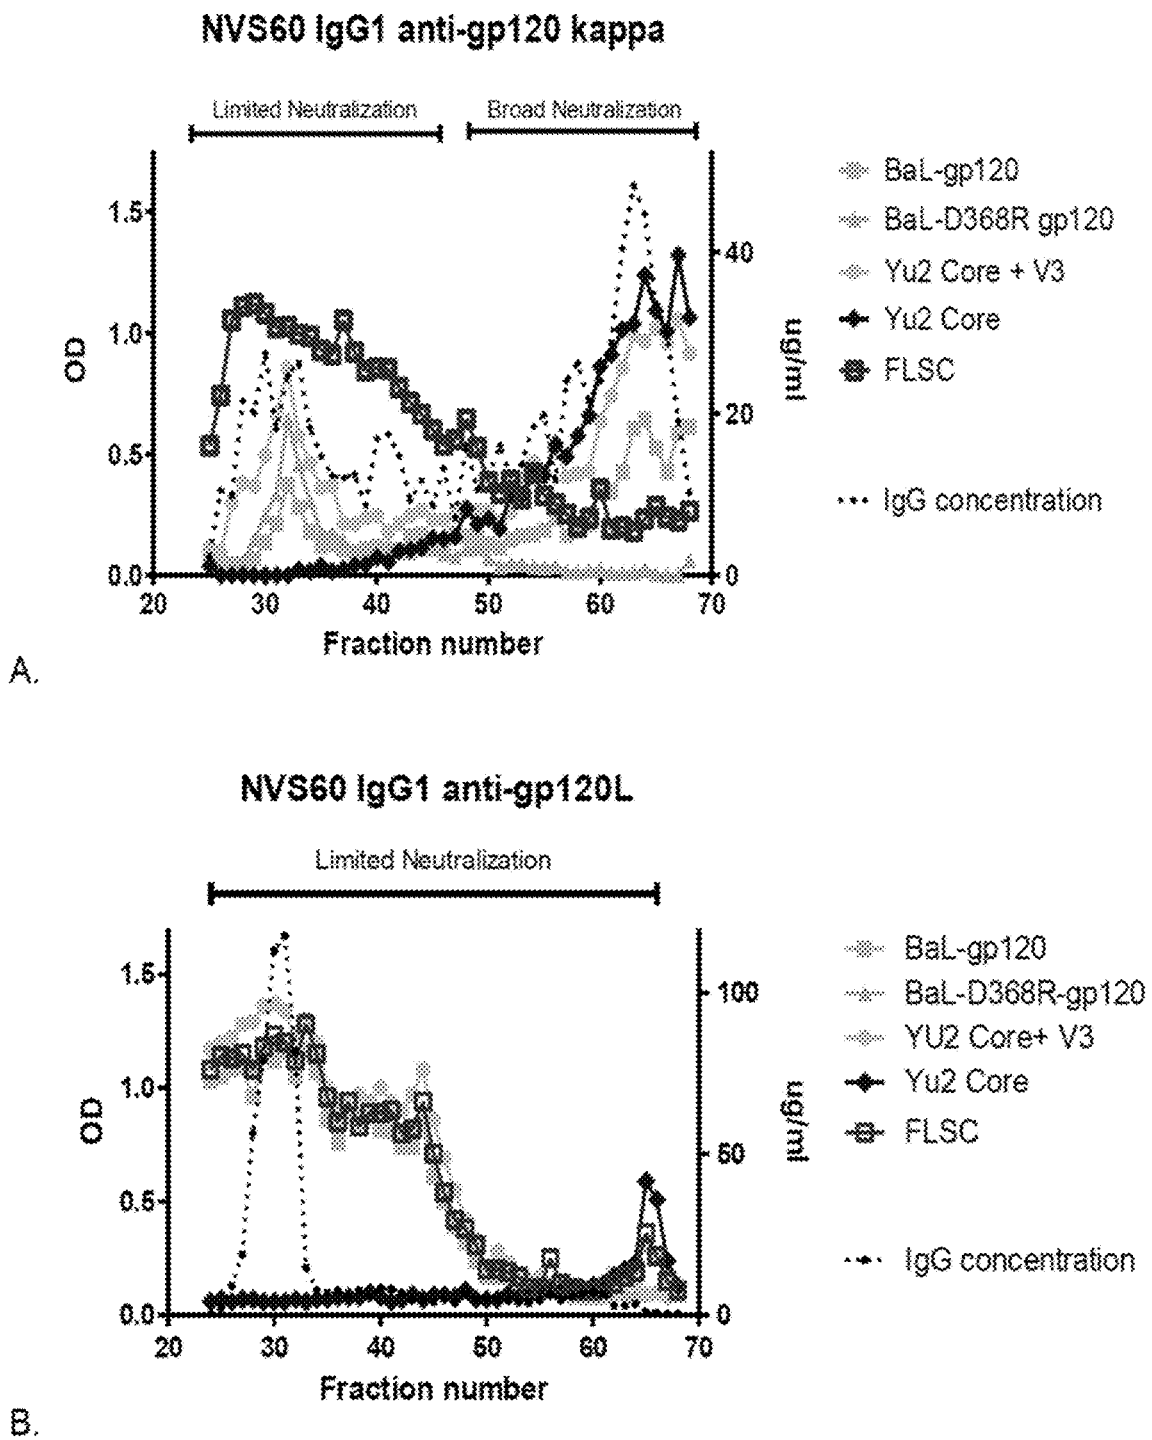 NVS60 IgG1 anti-gp120 kappa
Limited Neutralization
Broad Neutralization
1.5
1.0
0.5
0.0
OD
40
20
0
ug/ml
20 30 40 50 60 70
Fraction number
BaL-gp120
BaL-D368R gp120
Yu2 Core + V3
Yu2 Core
FLSC
IgG concentration
A.
NVS60 IgG1 anti-gp120L
Limited Neutralization
1.5
1.0
0.5
0.0
OD
100
50
0
ug/ml
20 30 40 50 60 70
Fraction number
BaL-gp120
BaL-D368R-gp120
YU2 Core+ V3
Yu2 Core
FLSC
IgG concentration
B.